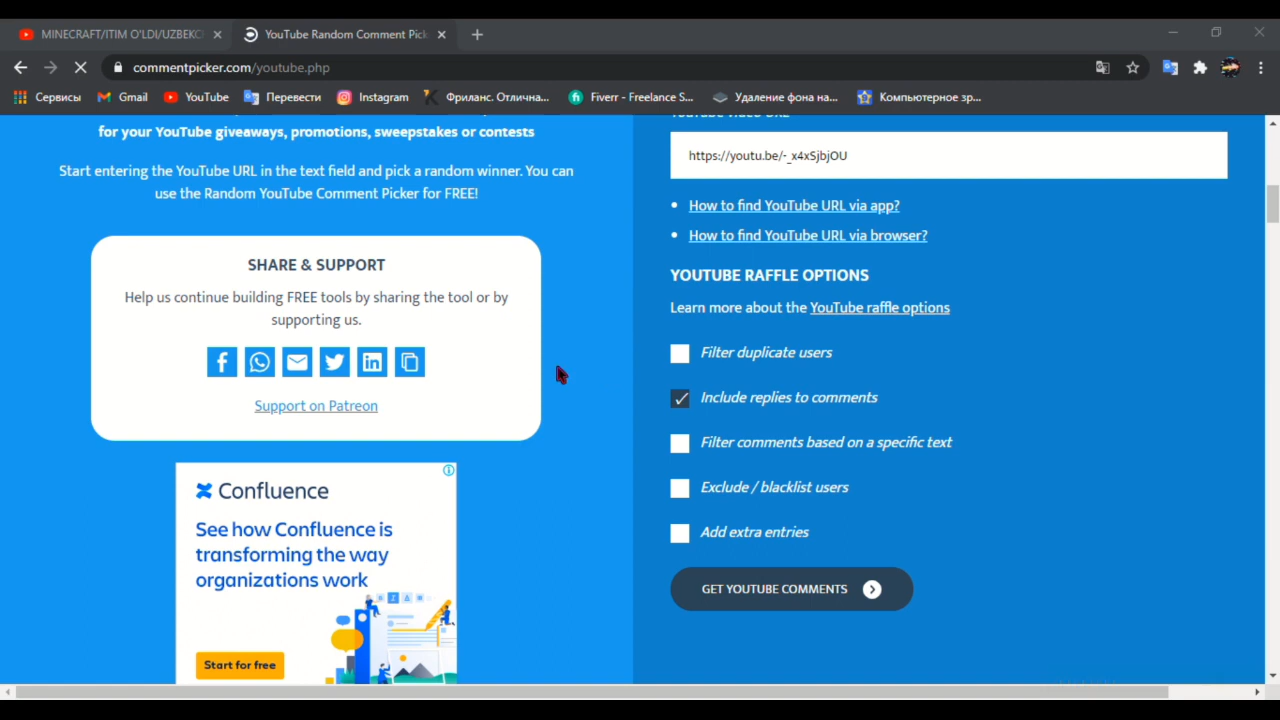 MINECRAFT/ITIM O'LDI/UZBEKC
YouTube Random Comment Pick
commentpicker.com/youtube.php
Сервисы
Gmail
YouTube
Перевести
Instagram
Фриланс. Отлична...
Fiverr - Freelance S...
Удаление фона на...
Компьютерное зр...
for your YouTube giveaways, promotions, sweepstakes or contests
Start entering the YouTube URL in the text field and pick a random winner. You can
use the Random YouTube Comment Picker for FREE!
SHARE & SUPPORT
Help us continue building FREE tools by sharing the tool or by
supporting us.
Support on Patreon
Confluence
See how Confluence is
transforming the way
organizations work
Start for free
https://youtu.be/-_x4xSjbjOU
How to find YouTube URL via app?
How to find YouTube URL via browser?
YOUTUBE RAFFLE OPTIONS
Learn more about the YouTube raffle options
Filter duplicate users
Include replies to comments
Filter comments based on a specific text
Exclude / blacklist users
Add extra entries
GET YOUTUBE COMMENTS